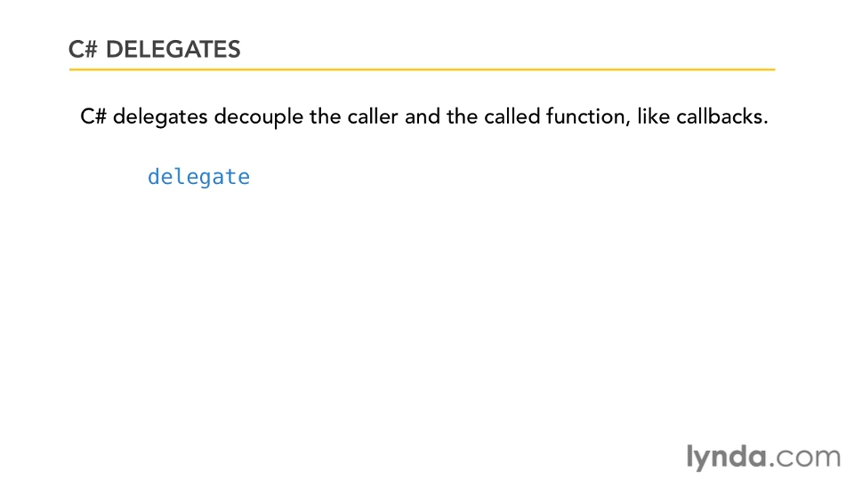 C# DELEGATES
C# delegates decouple the caller and the called function, like callbacks.
delegate
lynda.com